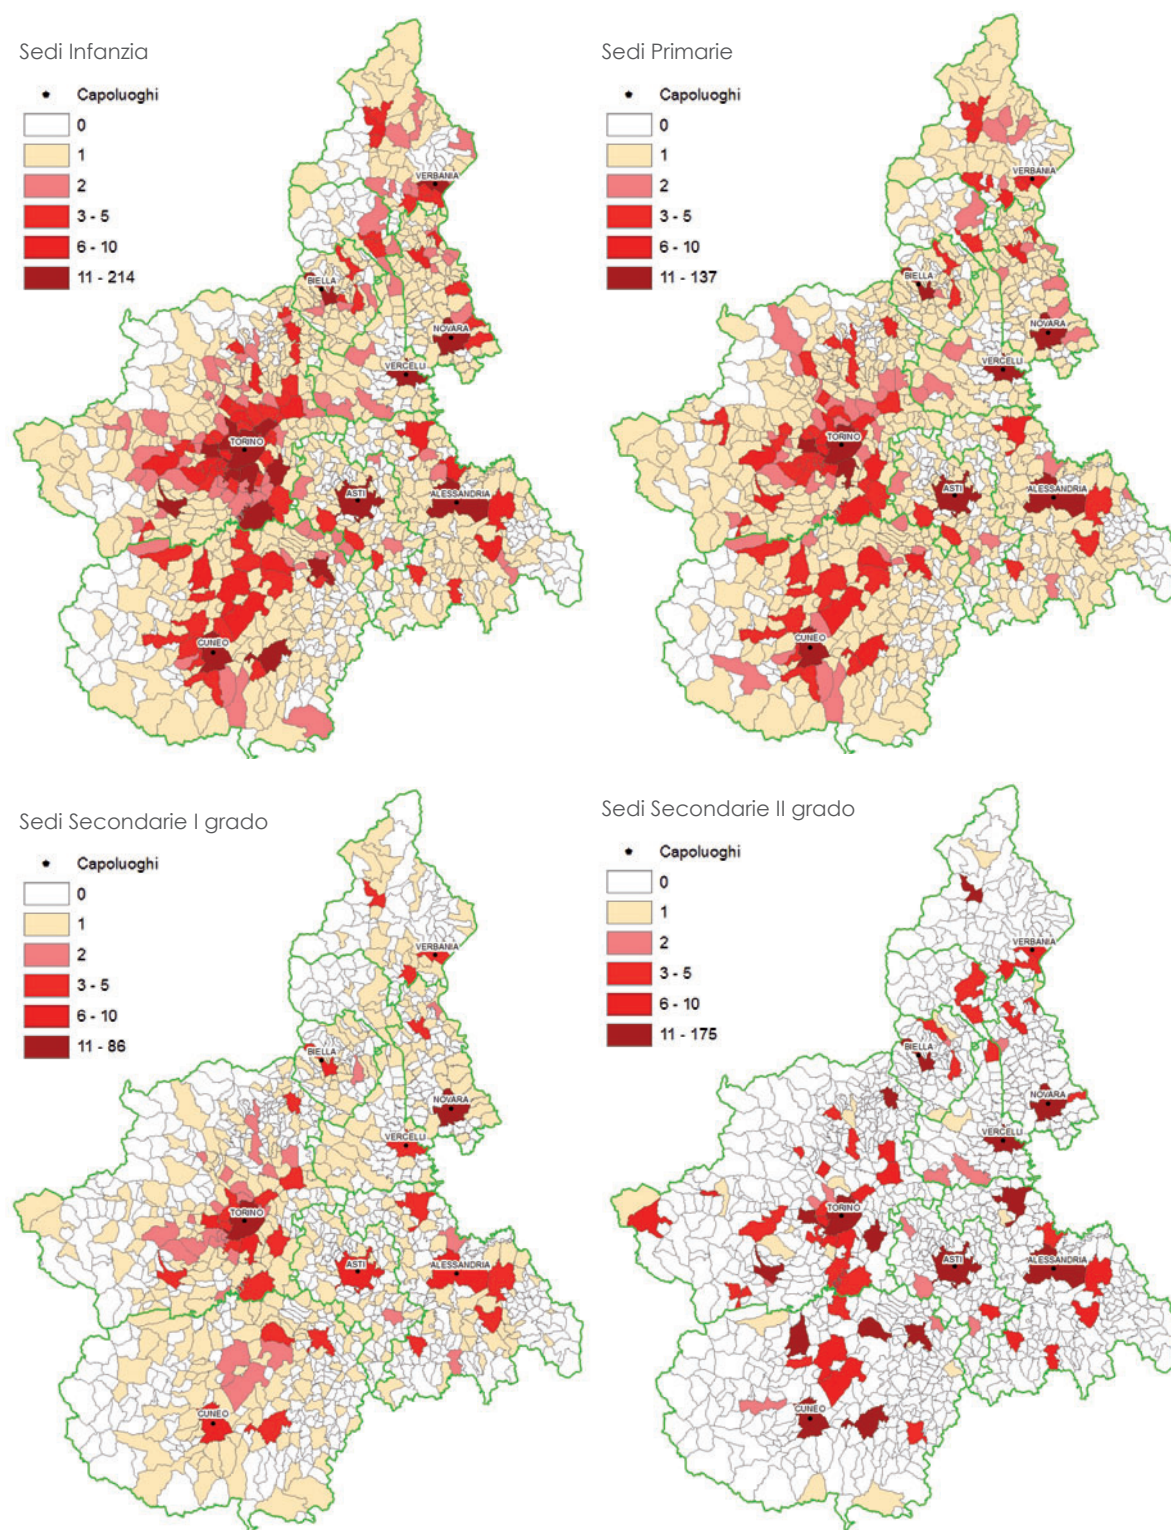 Sedi Infanzia
Capoluoghi
0
1
2
3 - 5
6 - 10
11 - 214
VERBANIA
BIELLA
NOVARA
VERCELLI
TORINO
ASTI
ALESSANDRIA
CUNEO
Sedi Primarie
Capoluoghi
0
1
2
3 - 5
6 - 10
11 - 137
VERBANIA
BIELLA
NOVARA
VERCELLI
TORINO
ASTI
ALESSANDRIA
CUNEO
Sedi Secondarie I grado
Capoluoghi
0
1
2
3 - 5
6 - 10
11 - 86
VERBANIA
BIELLA
NOVARA
VERCELLI
TORINO
ASTI
ALESSANDRIA
CUNEO
Sedi Secondarie II grado
Capoluoghi
0
1
2
3 - 5
6 - 10
11 - 175
VERBANIA
BIELLA
NOVARA
VERCELLI
TORINO
ASTI
ALESSANDRIA
CUNEO